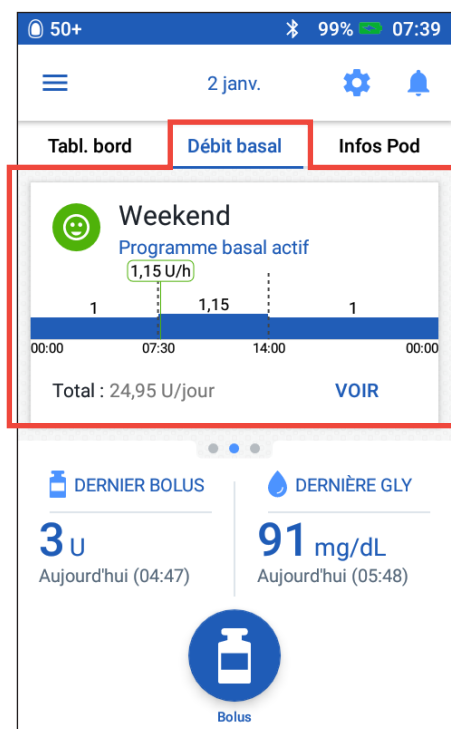 50+ 99% 07:39
2 janv.
Tabl. bord Débit basal Infos Pod
Weekend
Programme basal actif
1,15 U/h
1 1,15 1
00:00 07:30 14:00 00:00
Total : 24,95 U/jour VOIR
DERNIER BOLUS DERNIÈRE GLY
3 U 91 mg/dL
Aujourd'hui (04:47) Aujourd'hui (05:48)
Bolus